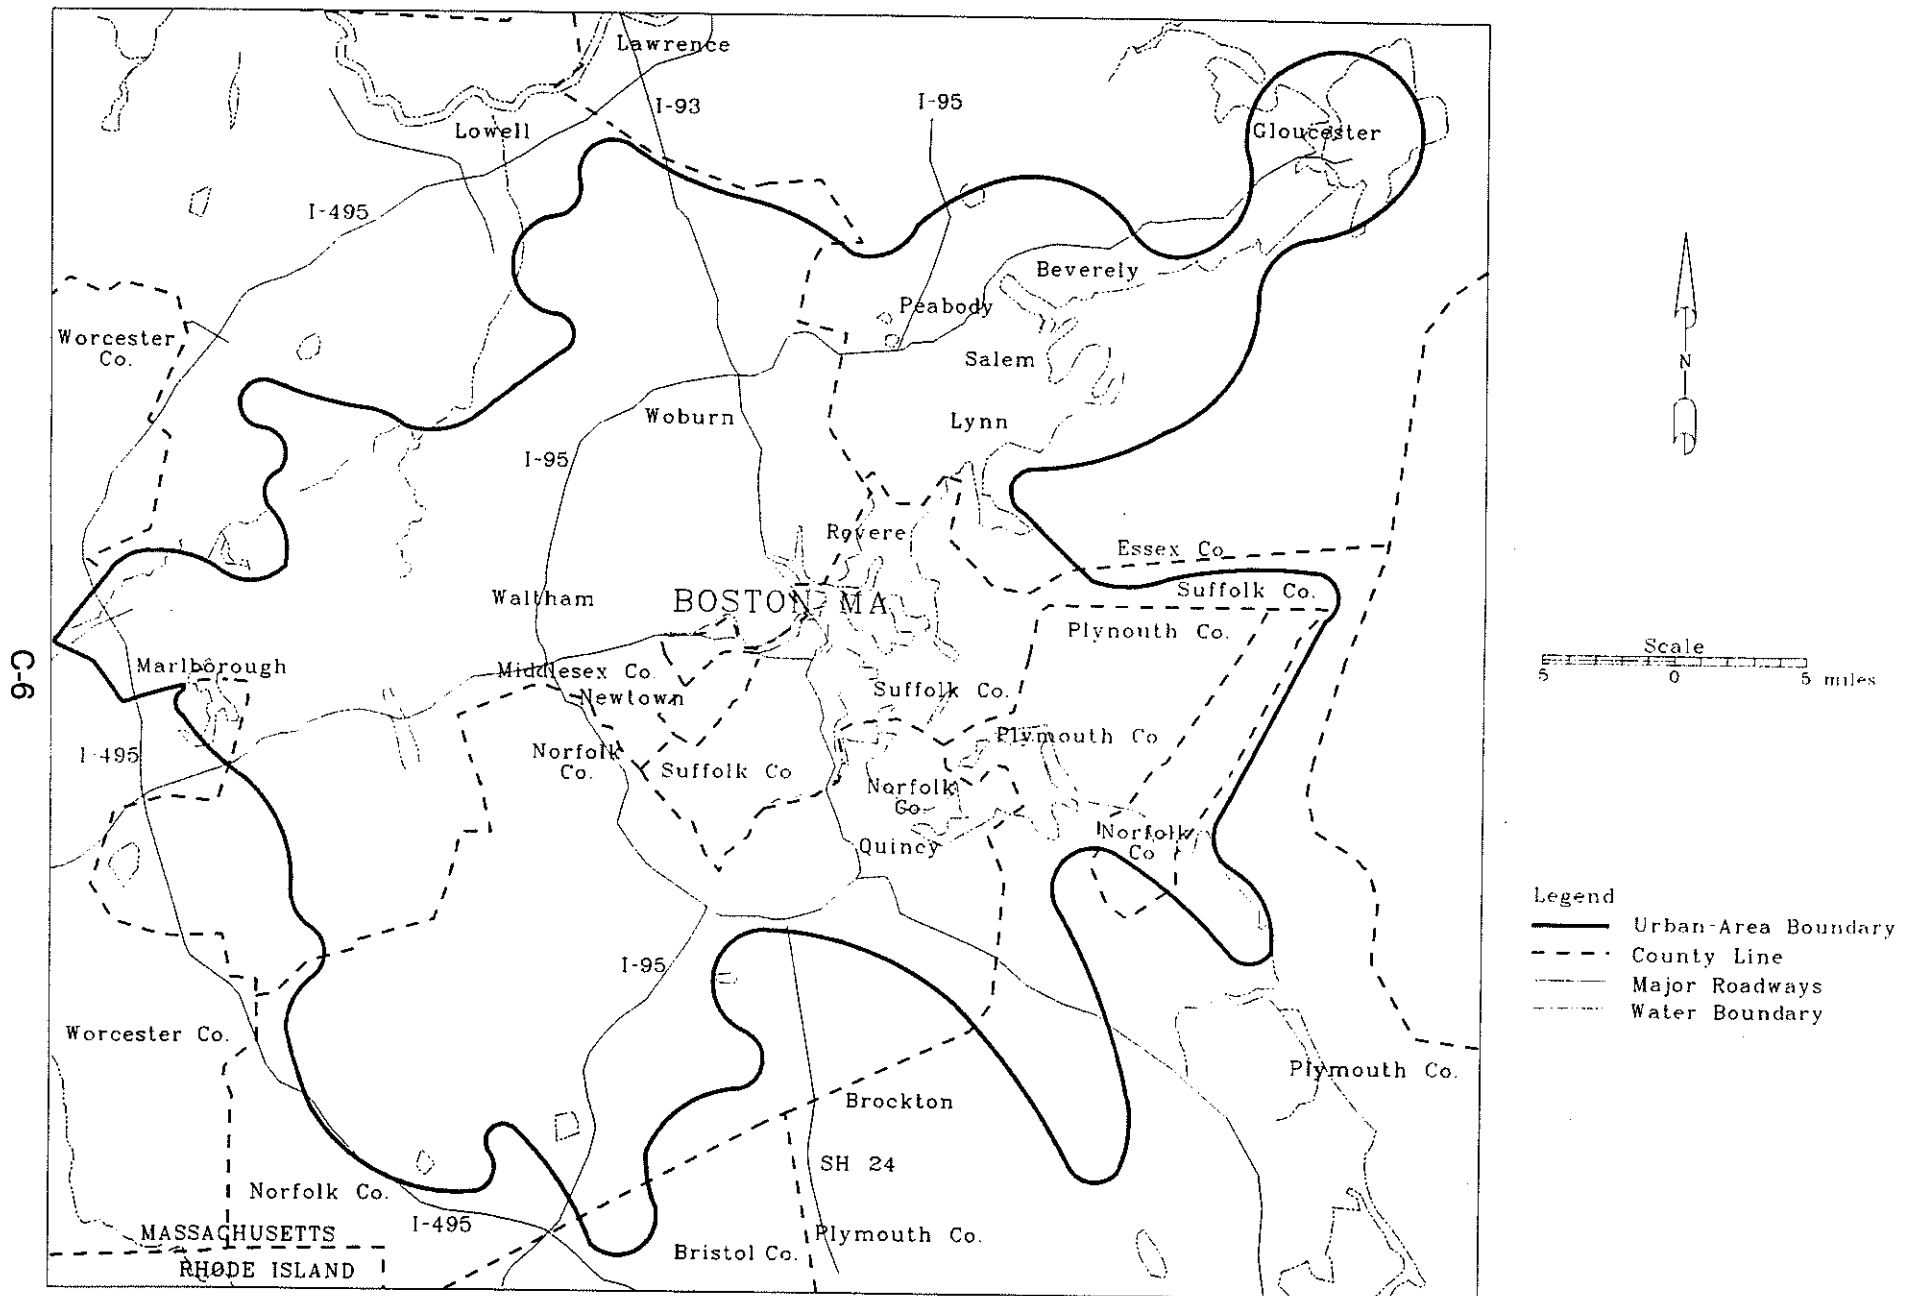 Lawrence
I-93
I-95
Lowell
Gloucester
I-495
Beverely
Peabody
Worcester
Co.
Salem
Woburn
Lynn
I-95
Revere
Essex Co
Waltham
BOSTON MA
Suffolk Co.
Plynouth Co.
Marlborough
Middlesex Co.
Newtown
Suffolk Co.
C-6
I-495
Norfolk
Co.
Suffolk Co
Plymouth Co
Norfolk
Co.
Quincy
Norfolk
Co
I-95
Worcester Co.
Plymouth Co.
Brockton
SH 24
Norfolk Co.
I-495
MASSACHUSETTS
RHODE ISLAND
Bristol Co.
Plymouth Co.
N
Scale
5 0 5 miles
Legend
Urban-Area Boundary
County Line
Major Roadways
Water Boundary